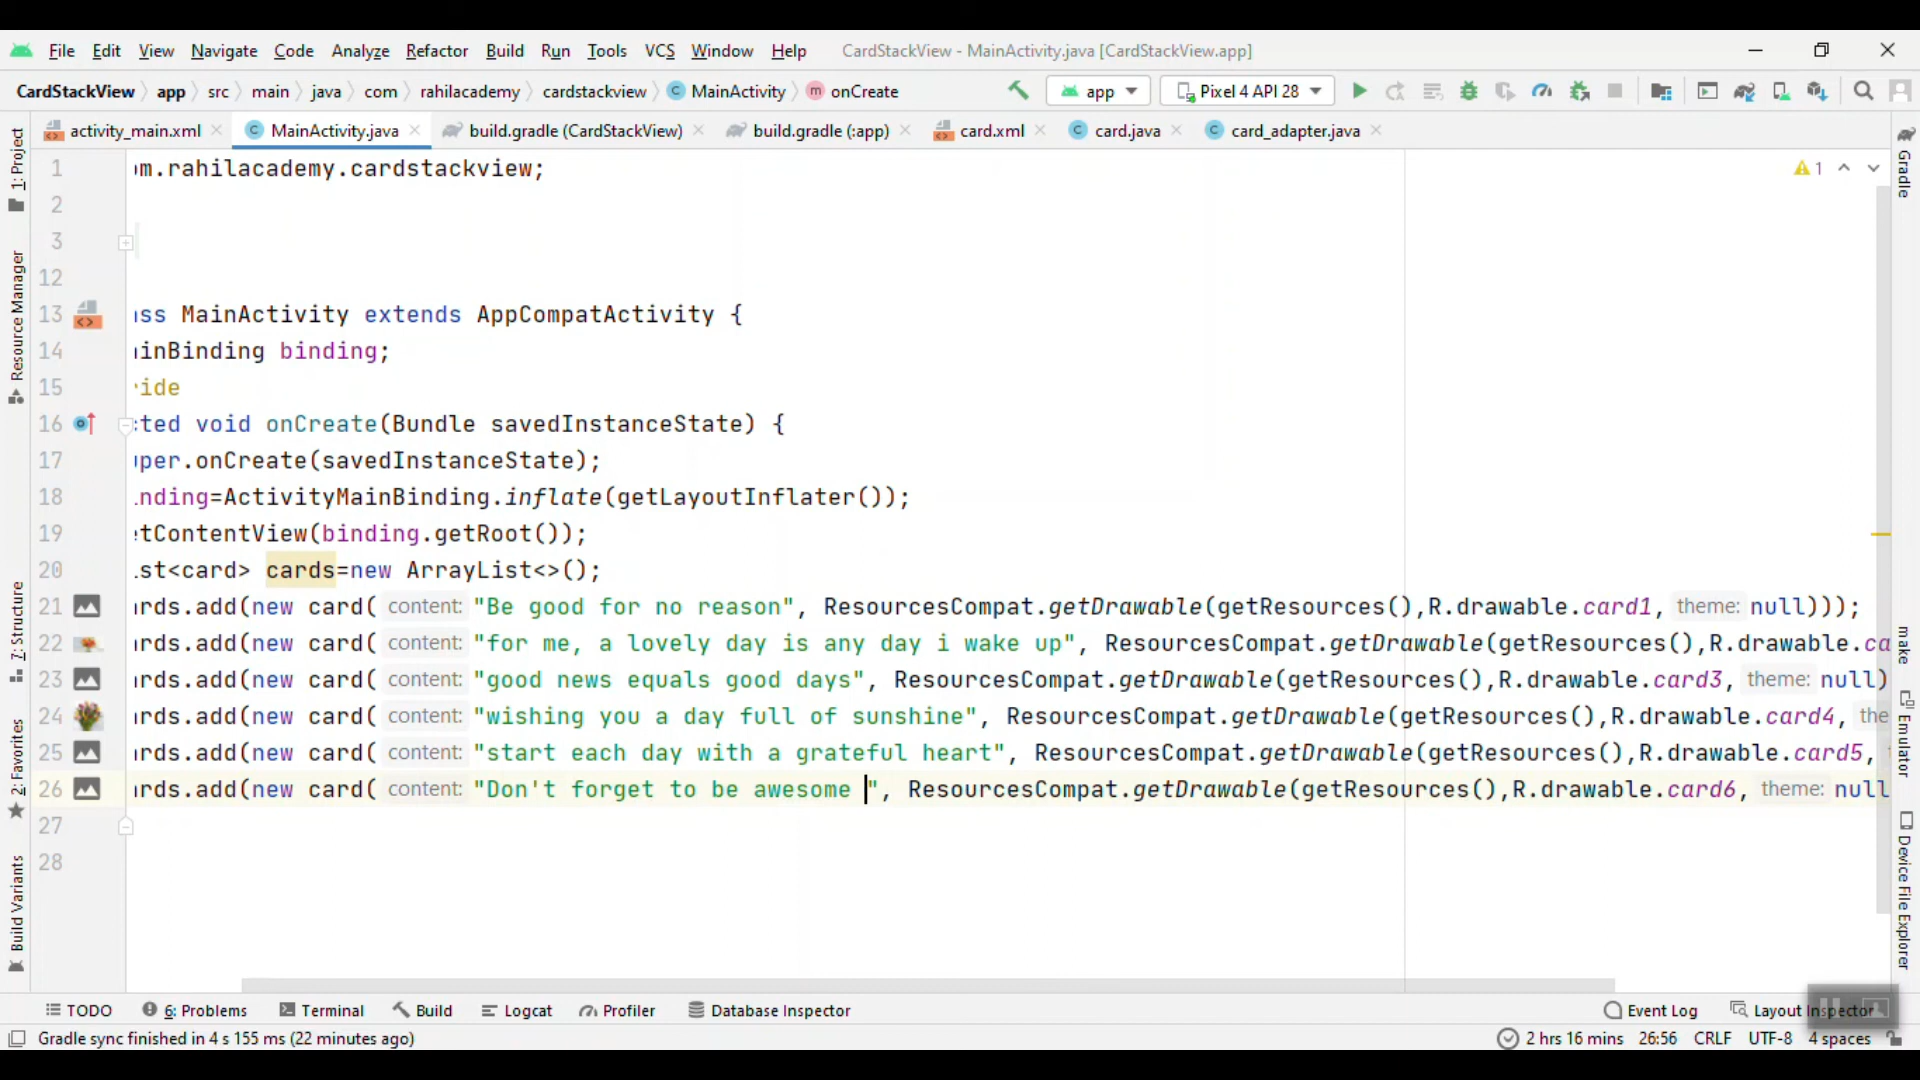 File Edit View Navigate Code Analyze Refactor Build Run Tools VCS Window Help CardStackView - MainActivity.java [CardStackView.app]
CardStackView app src main java com rahilacademy cardstackview MainActivity onCreate app Pixel 4 API 28
activity_main.xml MainActivity.java build.gradle (CardStackView) build.gradle (:app) card.xml card.java card_adapter.java
1 m.rahilacademy.cardstackview; 1
2
3
12
13 ss MainActivity extends AppCompatActivity {
14 inBinding binding;
15 ide
16 ted void onCreate(Bundle savedInstanceState) {
17 per.onCreate(savedInstanceState);
18 nding=ActivityMainBinding.inflate(getLayoutInflater());
19 tContentView(binding.getRoot());
20 st<card> cards=new ArrayList<>();
21 rds.add(new card( content: "Be good for no reason", ResourcesCompat.getDrawable(getResources(),R.drawable.card1, theme: null)));
22 rds.add(new card( content: "for me, a lovely day is any day i wake up", ResourcesCompat.getDrawable(getResources(),R.drawable.ca
23 rds.add(new card( content: "good news equals good days", ResourcesCompat.getDrawable(getResources(),R.drawable.card3, theme: null)
24 rds.add(new card( content: "wishing you a day full of sunshine", ResourcesCompat.getDrawable(getResources(),R.drawable.card4, the
25 rds.add(new card( content: "start each day with a grateful heart", ResourcesCompat.getDrawable(getResources(),R.drawable.card5,
26 rds.add(new card( content: "Don't forget to be awesome ", ResourcesCompat.getDrawable(getResources(),R.drawable.card6, theme: null
27
28
1: Project
Resource Manager
7: Structure
2: Favorites
Build Variants
Gradle
make
Emulator
Device File Explorer
TODO 6: Problems Terminal Build Logcat Profiler Database Inspector Event Log Layout Inspector
Gradle sync finished in 4 s 155 ms (22 minutes ago) 2 hrs 16 mins 26:56 CRLF UTF-8 4 spaces